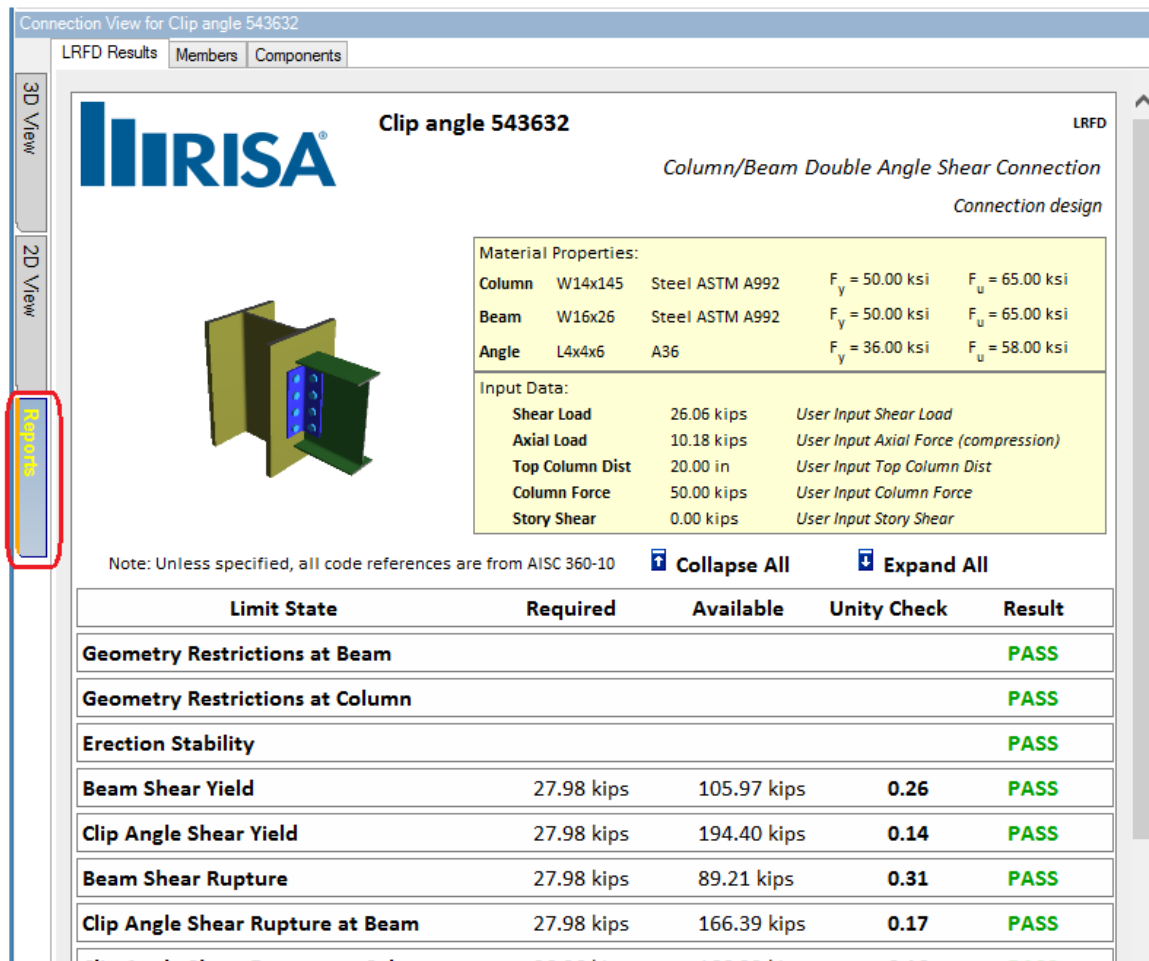 Connection View for Clip angle 543632
LRFD Results Members Components
3D View
2D View
Reports
RISA®
Clip angle 543632 LRFD
Column/Beam Double Angle Shear Connection
Connection design
Material Properties:
Column W14x145 Steel ASTM A992 Fy = 50.00 ksi Fu = 65.00 ksi
Beam W16x26 Steel ASTM A992 Fy = 50.00 ksi Fu = 65.00 ksi
Angle L4x4x6 A36 Fy = 36.00 ksi Fu = 58.00 ksi
Input Data:
Shear Load 26.06 kips User Input Shear Load
Axial Load 10.18 kips User Input Axial Force (compression)
Top Column Dist 20.00 in User Input Top Column Dist
Column Force 50.00 kips User Input Column Force
Story Shear 0.00 kips User Input Story Shear
Note: Unless specified, all code references are from AISC 360-10 Collapse All Expand All
Limit State Required Available Unity Check Result
Geometry Restrictions at Beam PASS
Geometry Restrictions at Column PASS
Erection Stability PASS
Beam Shear Yield 27.98 kips 105.97 kips 0.26 PASS
Clip Angle Shear Yield 27.98 kips 194.40 kips 0.14 PASS
Beam Shear Rupture 27.98 kips 89.21 kips 0.31 PASS
Clip Angle Shear Rupture at Beam 27.98 kips 166.39 kips 0.17 PASS